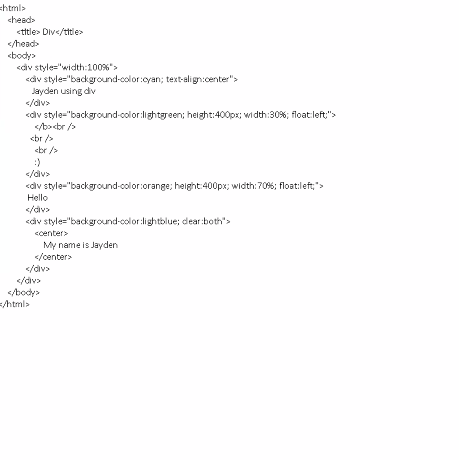 <html>
<head>
<title> Div</title>
</head>
<body>
<div style="width:100%">
<div style="background-color:cyan; text-align:center">
Jayden using div
</div>
<div style="background-color:lightgreen; height:400px; width:30%; float:left;">
</b><br />
<br />
<br />
:)
</div>
<div style="background-color:orange; height:400px; width:70%; float:left;">
Hello
</div>
<div style="background-color:lightblue; clear:both">
<center>
My name is Jayden
</center>
</div>
</div>
</body>
</html>